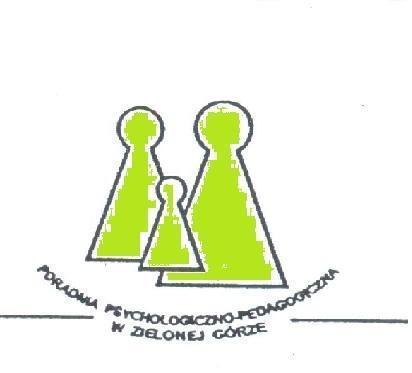 PORADNIA PSYCHOLOGICZNO-PEDAGOGICZNA
W ZIELONEJ GÓRZE